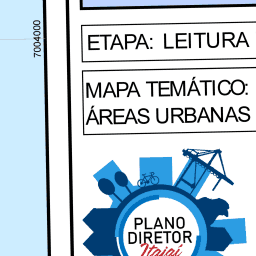 7004000
ETAPA: LEITURA
MAPA TEMÁTICO:
ÁREAS URBANAS
PLANO
DIRETOR
Itajaí